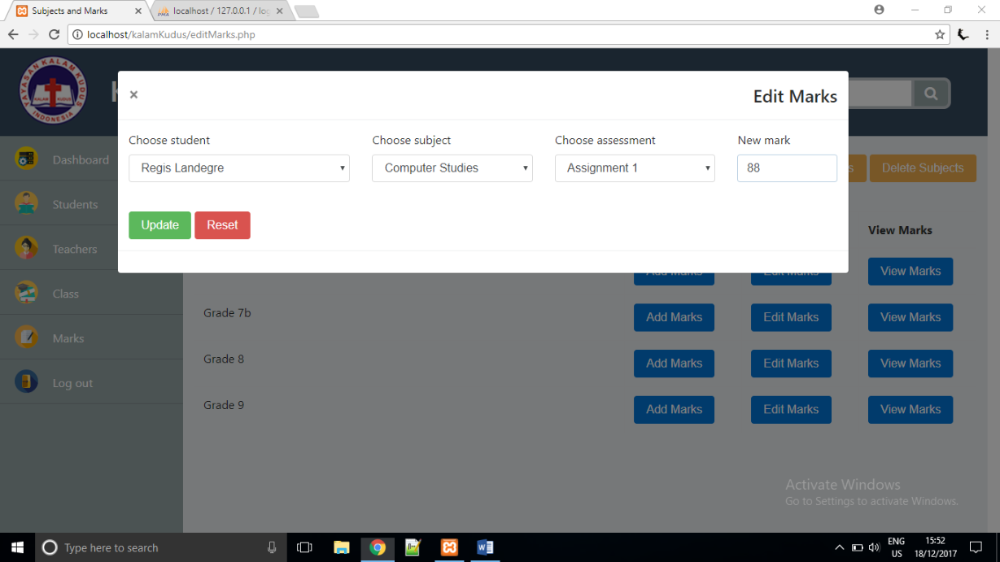 Subjects and Marks
localhost / 127.0.0.1 / log
localhost/kalamKudus/editMarks.php
YAYASAN KALAM KUDUS
KALAM KUDUS
INDONESIA
K
× Edit Marks
Choose student Choose subject Choose assessment New mark
Regis Landegre Computer Studies Assignment 1 88
Update Reset
s Delete Subjects
Dashboard
Students
Teachers
Class
Marks
Log out
View Marks
Add Marks Edit Marks View Marks
Grade 7b Add Marks Edit Marks View Marks
Grade 8 Add Marks Edit Marks View Marks
Grade 9 Add Marks Edit Marks View Marks
Activate Windows
Go to Settings to activate Windows.
Type here to search
ENG 15:52
US 18/12/2017